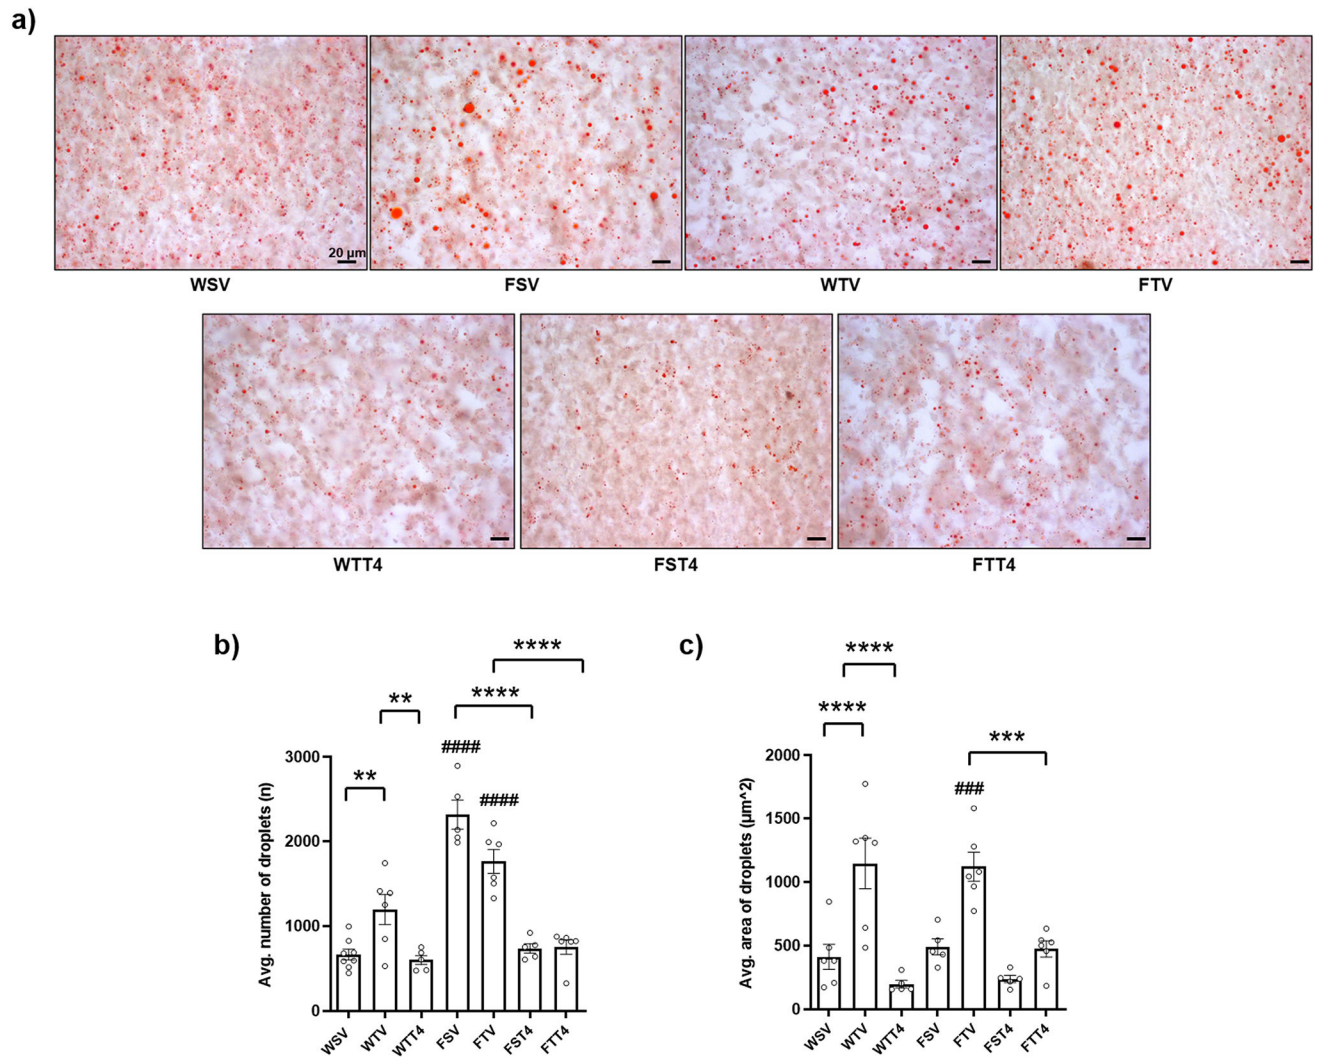 a)
20 µm
WSV FSV WTV FTV
WTT4 FST4 FTT4
b)
****
****
**
####
####
**
3000
2000
1000
0
Avg. number of droplets (n)
WSV WTV WTT4 FSV FTV FST4 FTT4
c)
****
****
***
###
2000
1500
1000
500
0
Avg. area of droplets (µm^2)
WSV WTV WTT4 FSV FTV FST4 FTT4